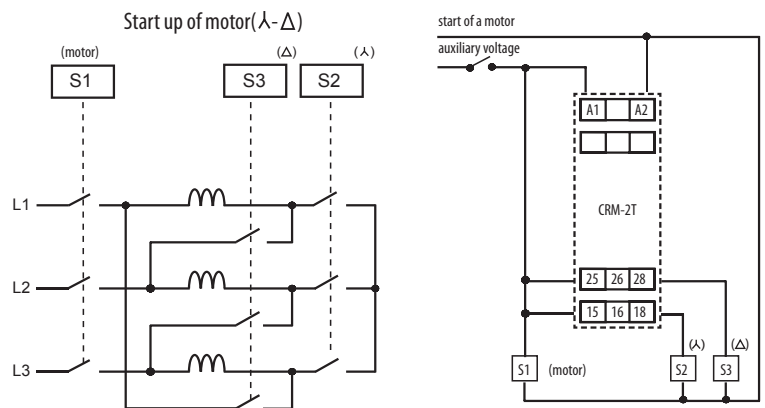 Start up of motor(⅄-Δ)
(motor)
(Δ)
(⅄)
S1
S3
S2
L1
L2
L3
start of a motor
auxiliary voltage
A1
A2
CRM-2T
25 26 28
15 16 18
(⅄)
(Δ)
S1
(motor)
S2
S3